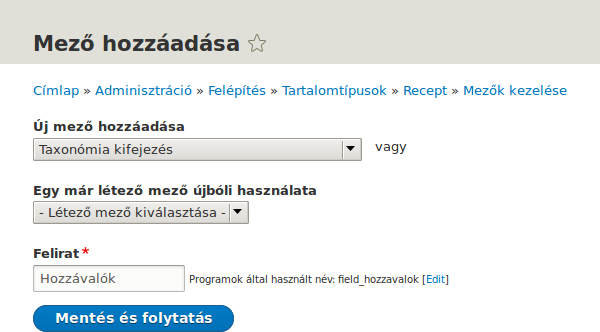 Mező hozzáadása
Címlap » Adminisztráció » Felépítés » Tartalomtípusok » Recept » Mezők kezelése
Új mező hozzáadása
Taxonómia kifejezés vagy
Egy már létező mező újbóli használata
- Létező mező kiválasztása -
Felirat*
Hozzávalók Programok által használt név: field_hozzavalok [Edit]
Mentés és folytatás